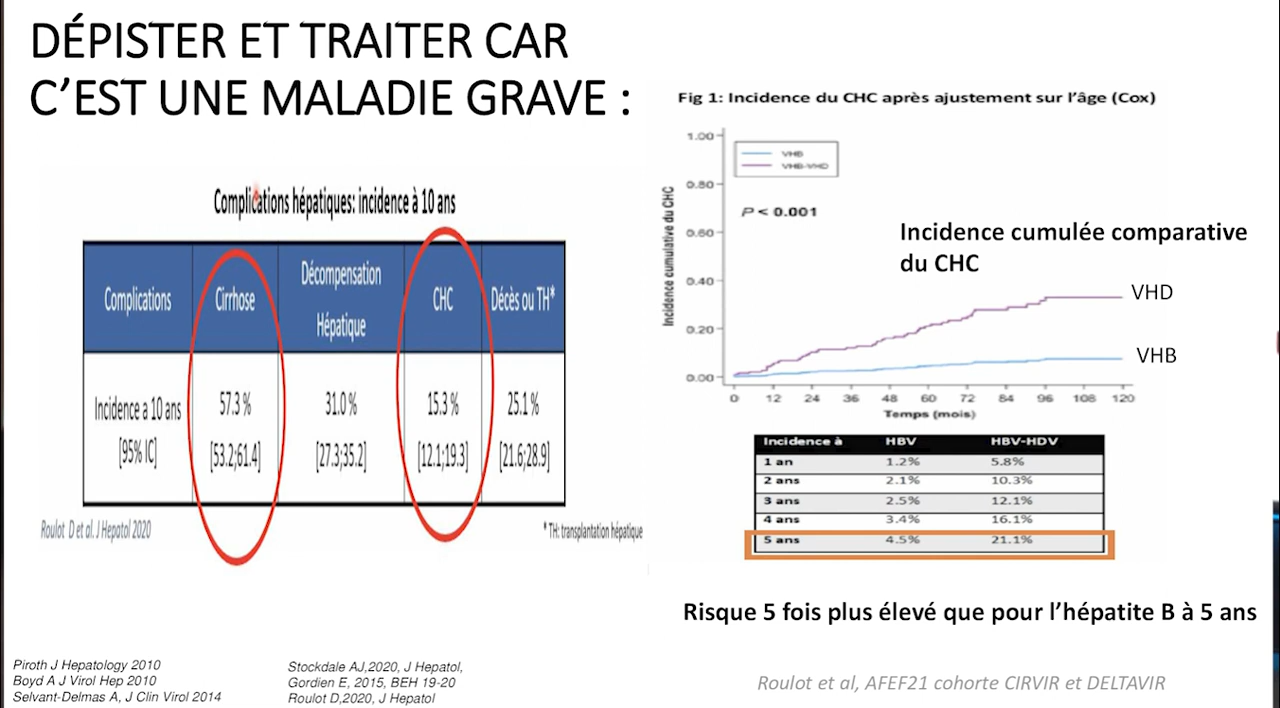 DÉPISTER ET TRAITER CAR
C’EST UNE MALADIE GRAVE :
Complications hépatiques: incidence à 10 ans
Complications Cirrhose Décompensation Hépatique CHC Décès ou TH*
Incidence a 10 ans 57.3 % 31.0 % 15.3 % 25.1 %
[95% IC] [53.2;61.4] [27.3;35.2] [12.1;19.3] [21.6;28.9]
Roulot D et al. J Hepatol 2020
* TH: transplantation hépatique
Fig 1: Incidence du CHC après ajustement sur l’âge (Cox)
Incidence cumulative du CHC
1.00
0.80
0.60
0.40
0.20
0.00
VHB
VHB-VHD
P < 0.001
Incidence cumulée comparative
du CHC
VHD
VHB
0 12 24 36 48 60 72 84 96 108 120
Temps (mois)
Incidence à HBV HBV-HDV
1 an 1.2% 5.8%
2 ans 2.1% 10.3%
3 ans 2.5% 12.1%
4 ans 3.4% 16.1%
5 ans 4.5% 21.1%
Risque 5 fois plus élevé que pour l’hépatite B à 5 ans
Piroth J Hepatology 2010
Boyd A J Virol Hep 2010
Selvant-Delmas A, J Clin Virol 2014
Stockdale AJ,2020, J Hepatol,
Gordien E, 2015, BEH 19-20
Roulot D,2020, J Hepatol
Roulot et al, AFEF21 cohorte CIRVIR et DELTAVIR